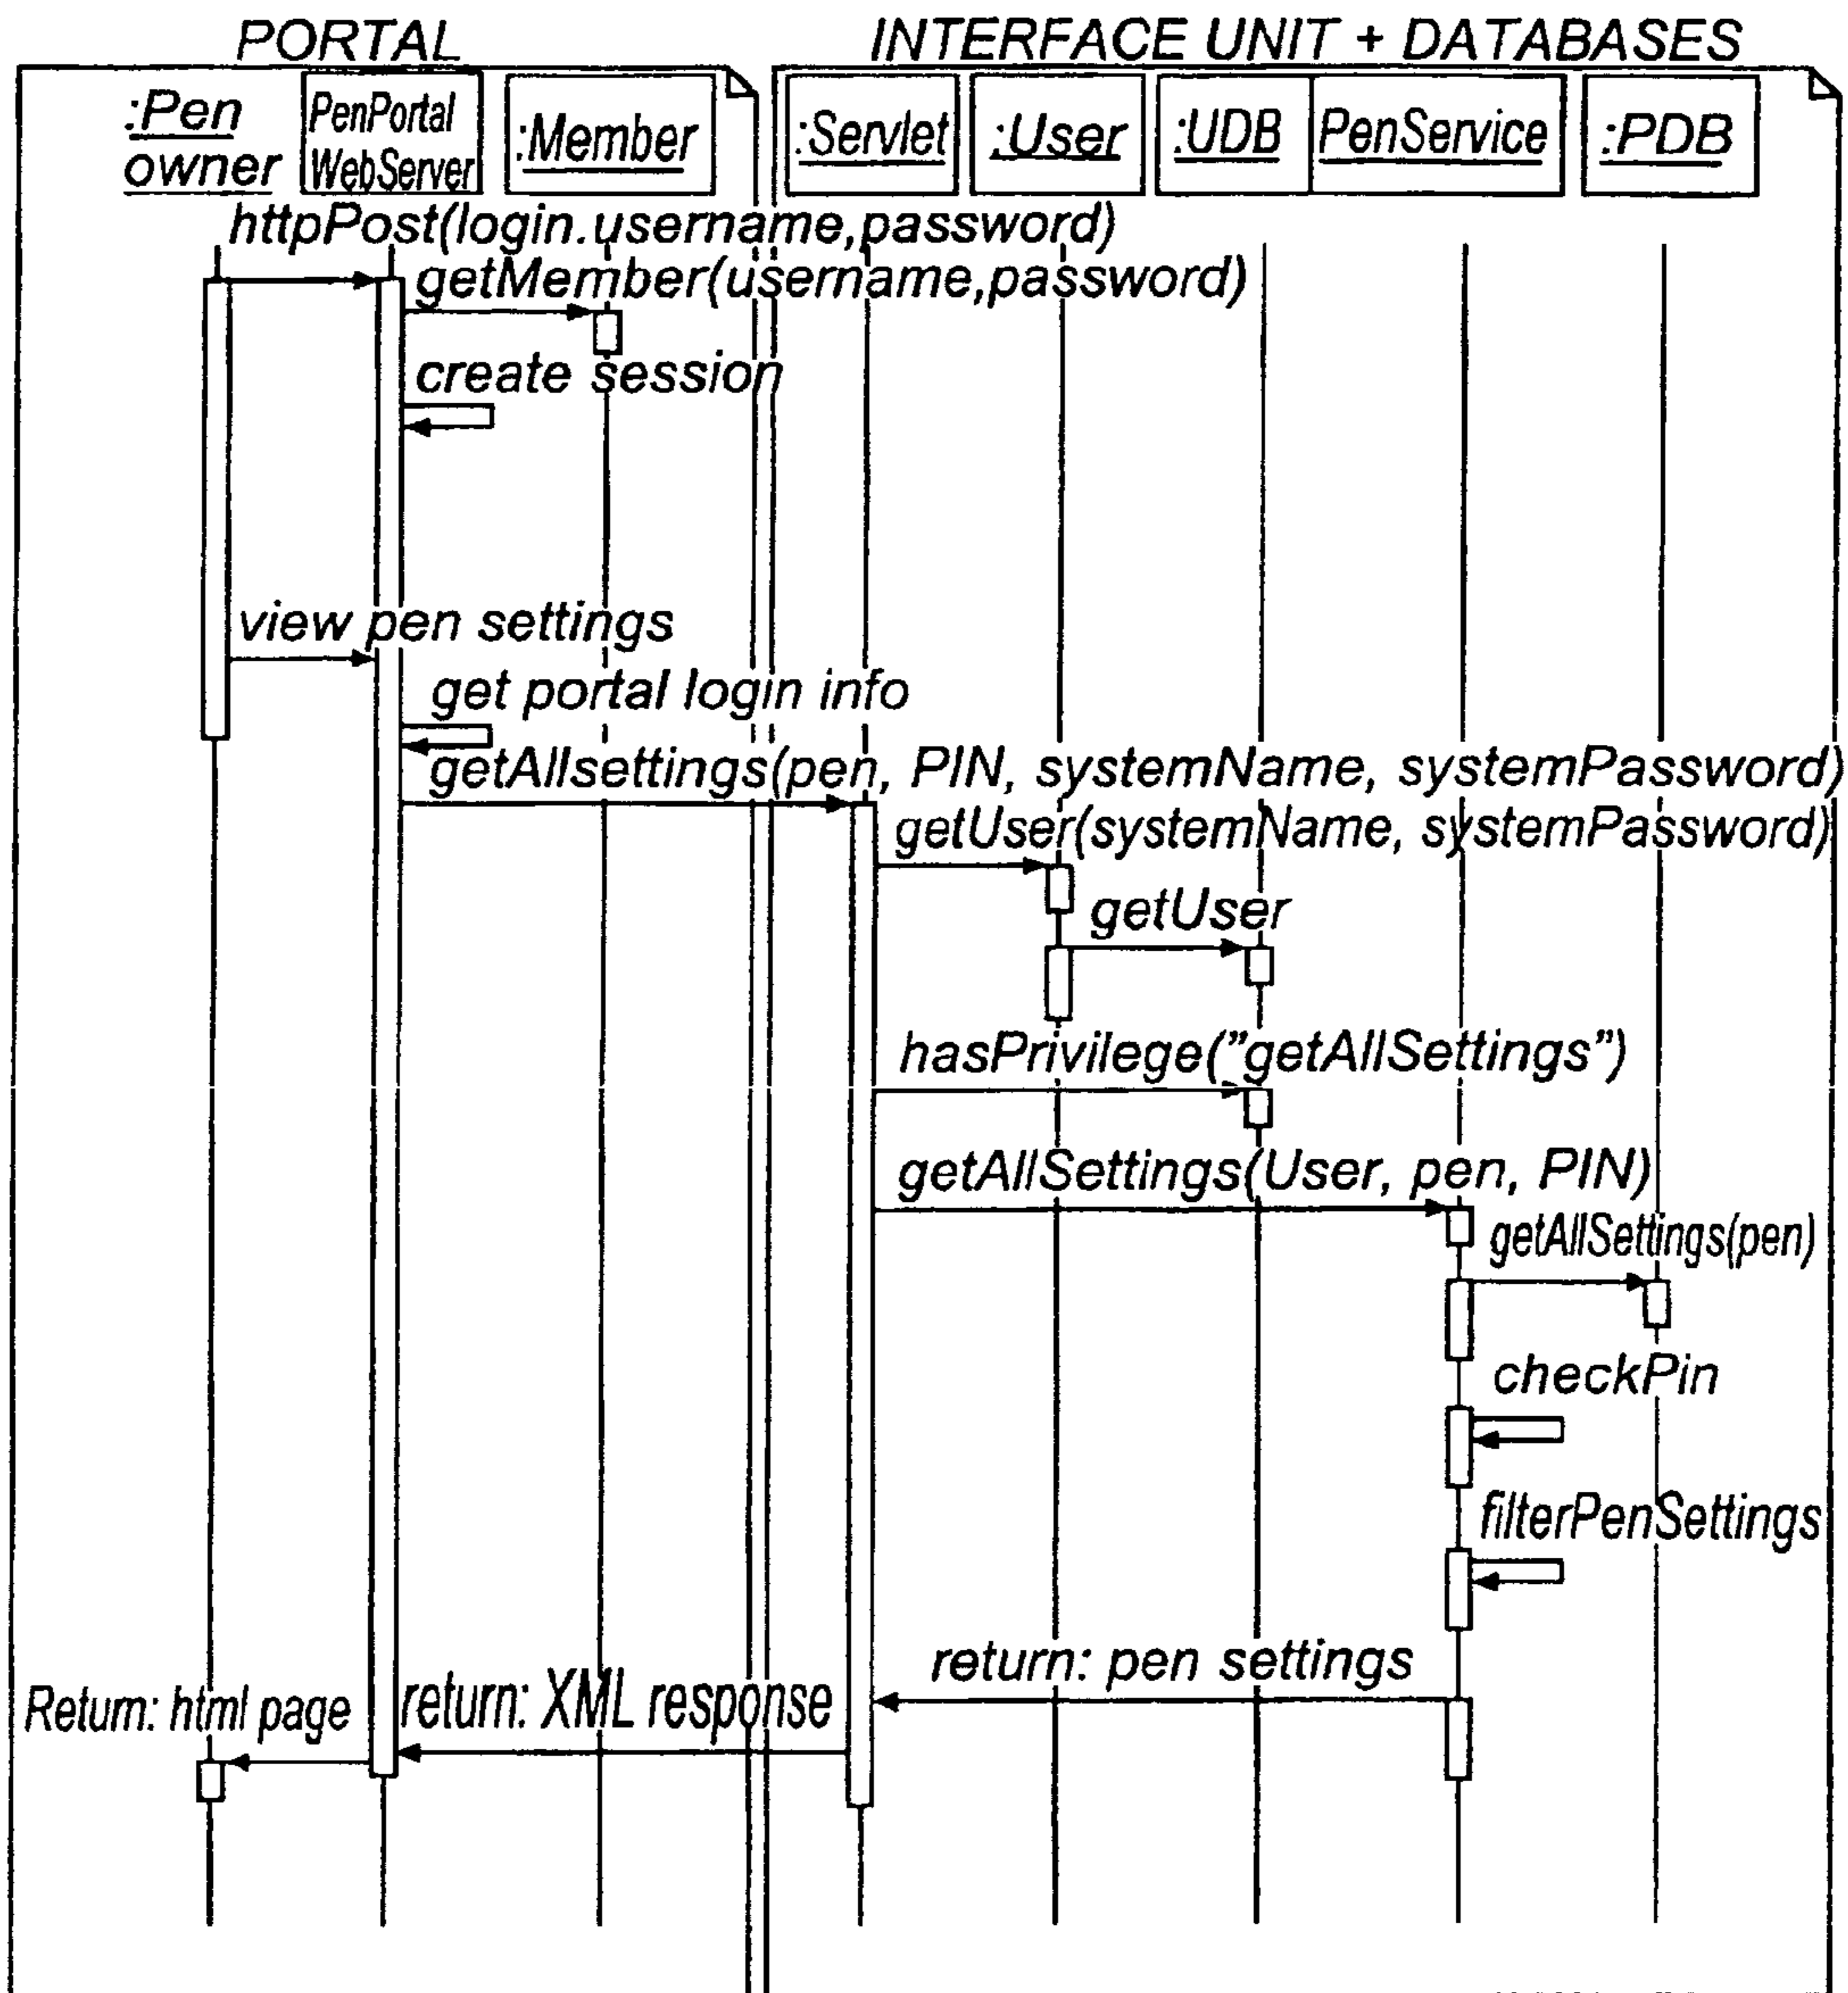 PORTAL
INTERFACE UNIT + DATABASES
:Pen
owner
PenPortal
WebServer
:Member
:Servlet
:User
:UDB
PenService
:PDB
httpPost(login.username,password)
getMember(username,password)
create session
view pen settings
get portal login info
getAllsettings(pen, PIN, systemName, systemPassword)
getUser(systemName, systemPassword)
getUser
hasPrivilege("getAllSettings")
getAllSettings(User, pen, PIN)
getAllSettings(pen)
checkPin
filterPenSettings
return: pen settings
return: XML response
Return: html page